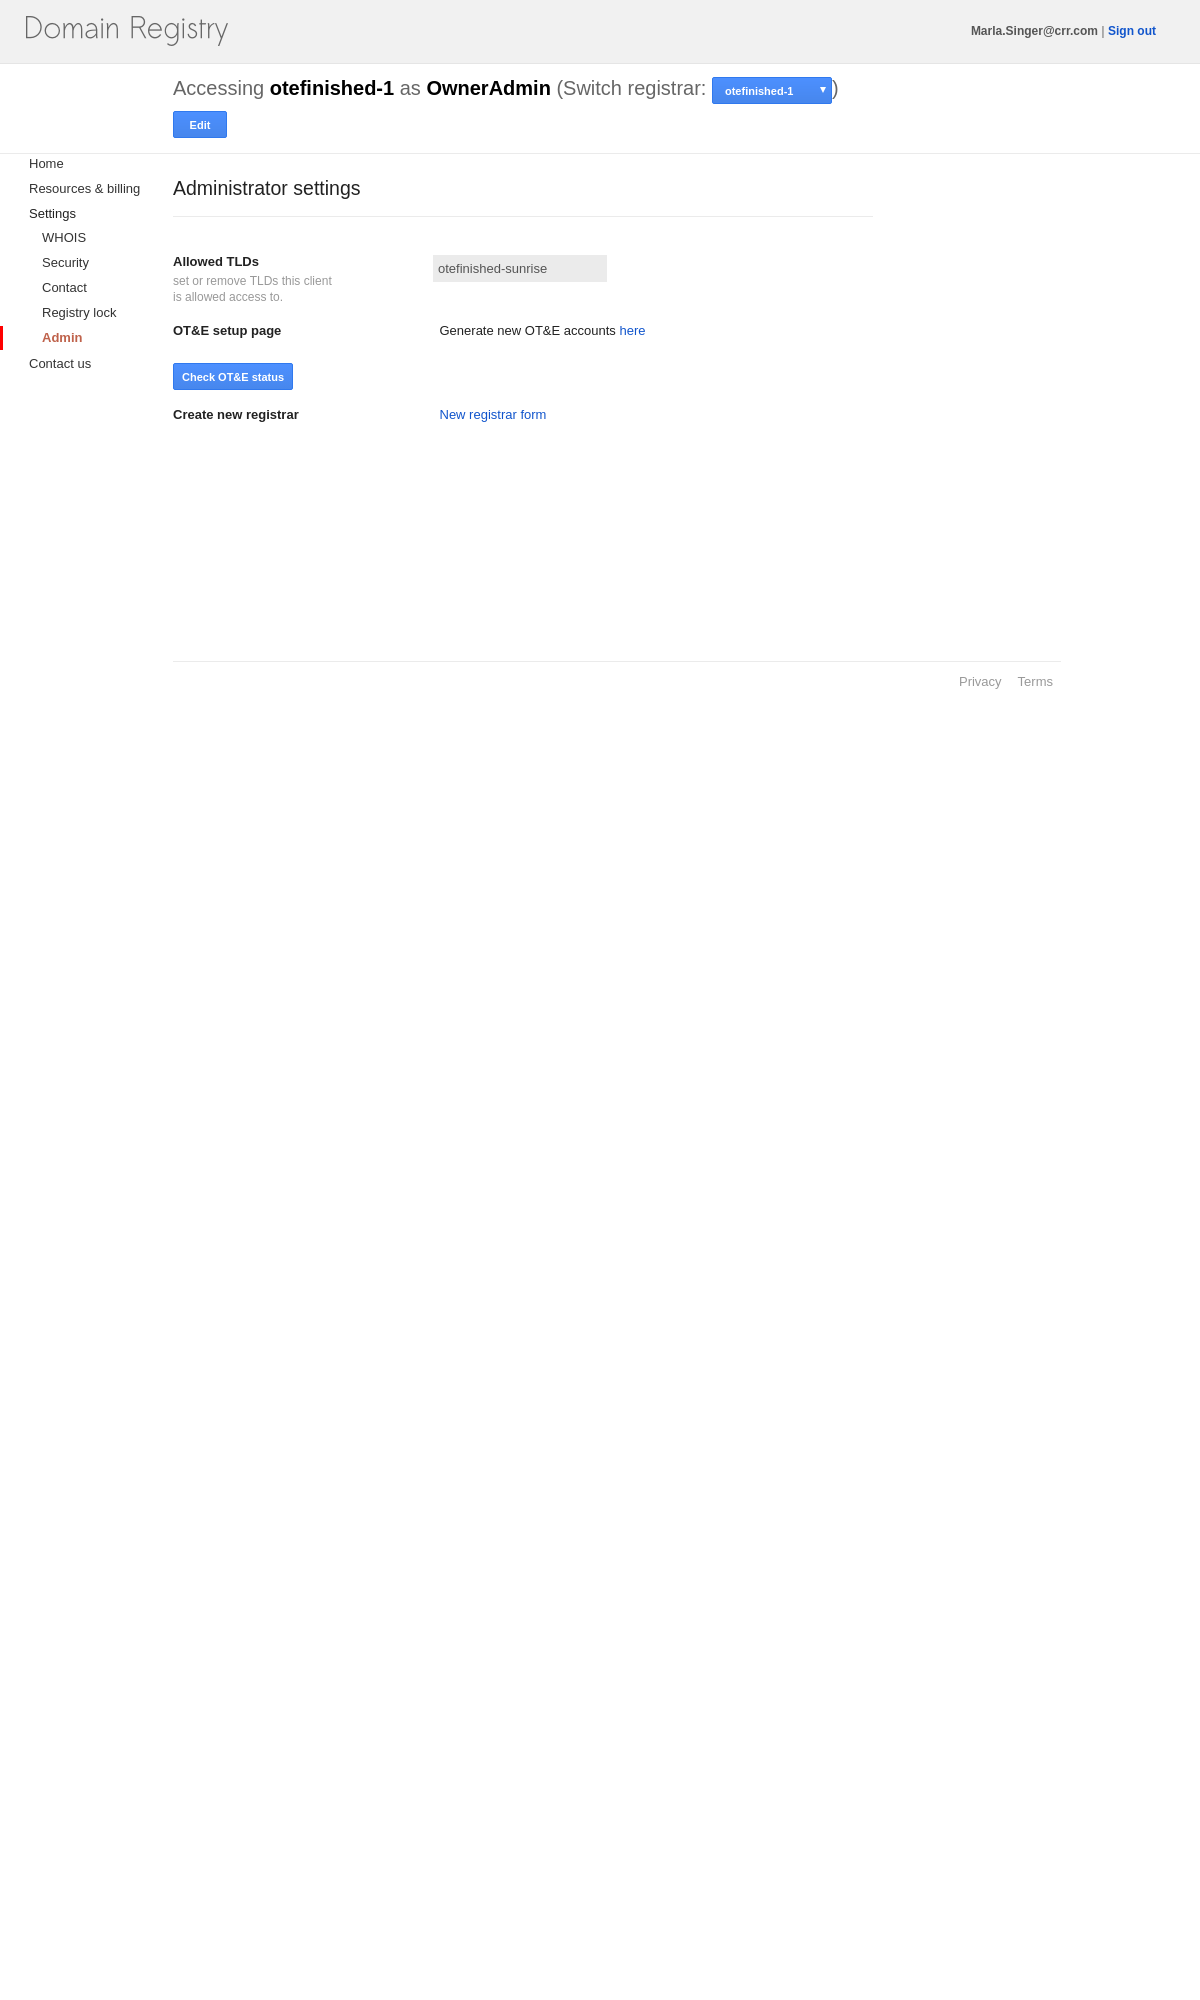 Domain Registry
Marla.Singer@crr.com | Sign out
Accessing otefinished-1 as OwnerAdmin (Switch registrar: otefinished-1 ▼)
Edit
Home
Resources & billing
Settings
WHOIS
Security
Contact
Registry lock
Admin
Contact us
Administrator settings
Allowed TLDs
set or remove TLDs this client
is allowed access to.
otefinished-sunrise
OT&E setup page
Generate new OT&E accounts here
Check OT&E status
Create new registrar
New registrar form
Privacy Terms